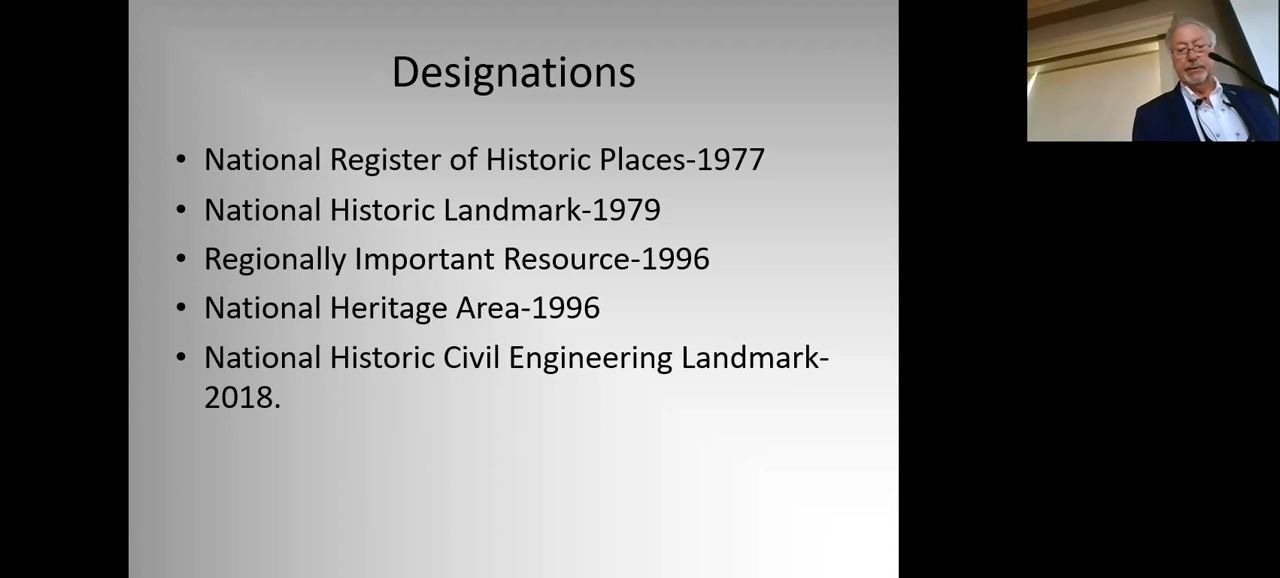 Designations
• National Register of Historic Places-1977
• National Historic Landmark-1979
• Regionally Important Resource-1996
• National Heritage Area-1996
• National Historic Civil Engineering Landmark-
2018.